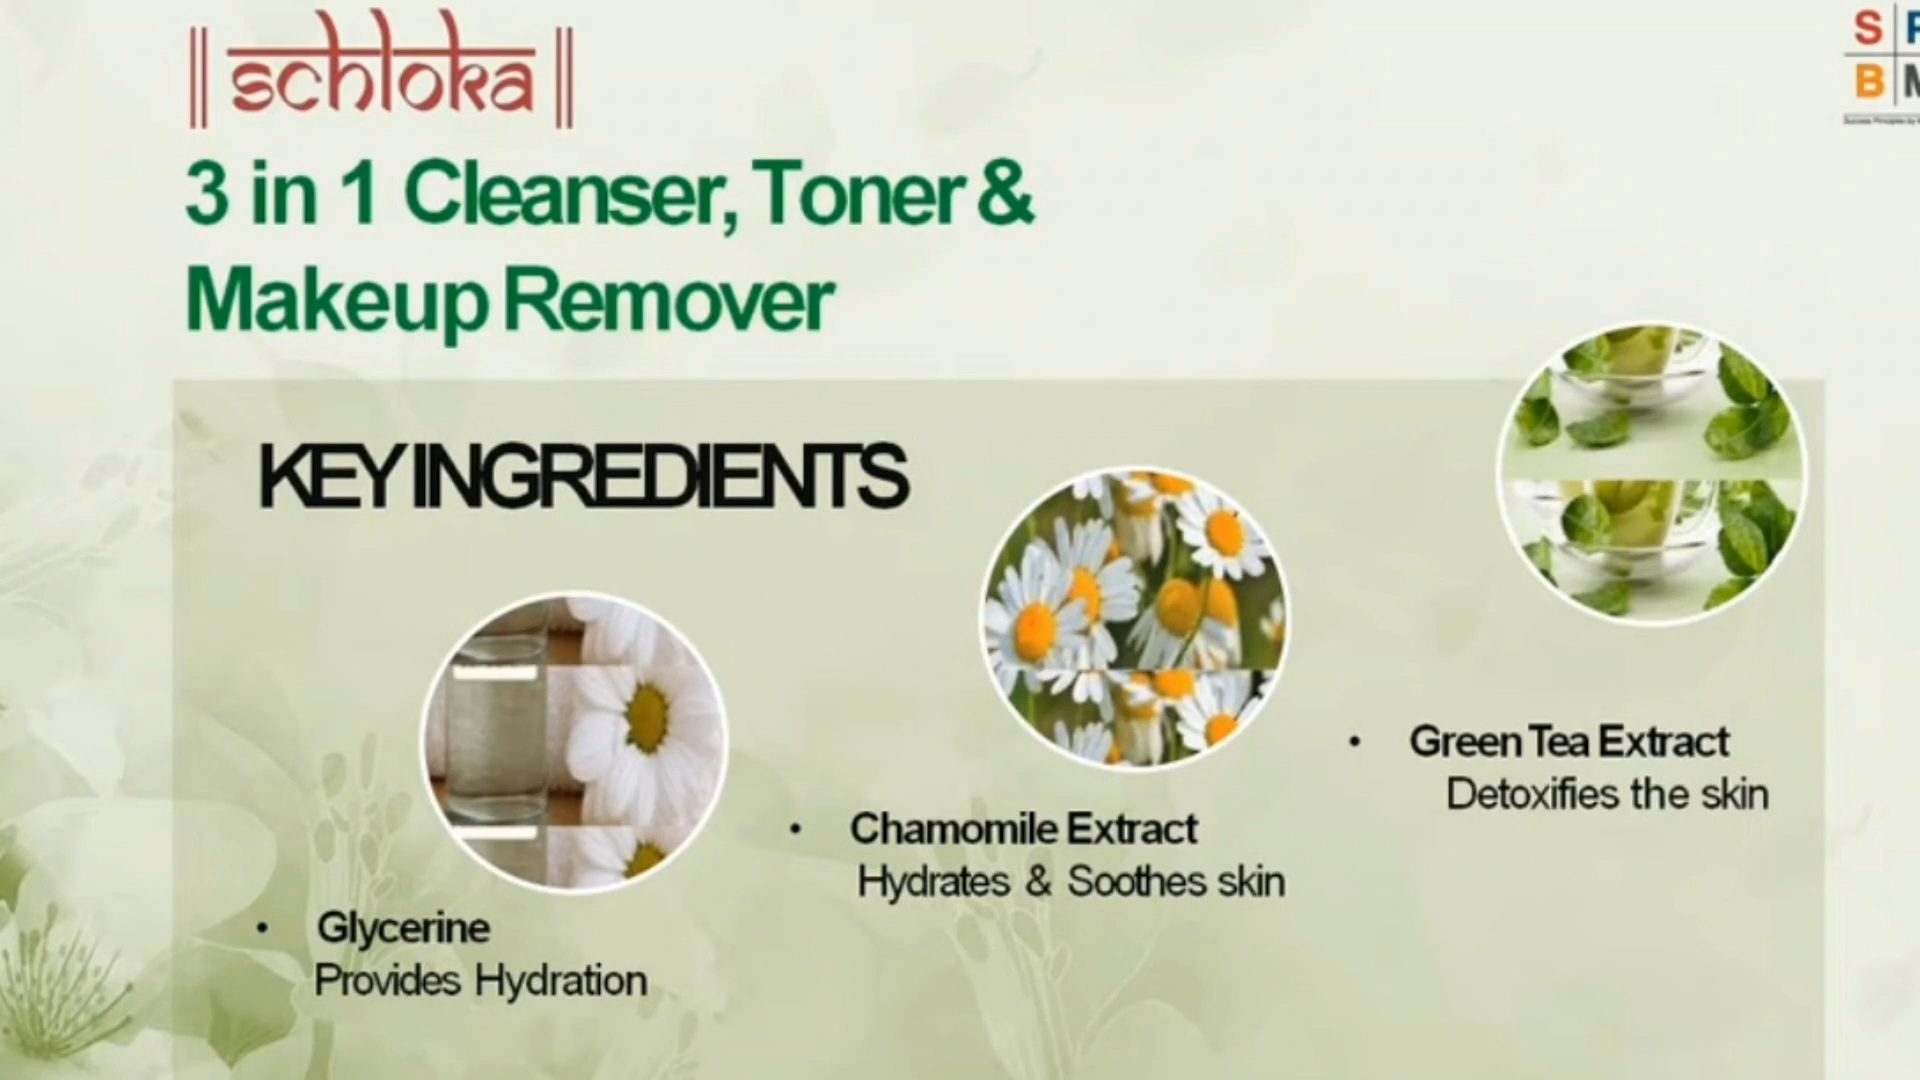 || schloka ||
S
B
3 in 1 Cleanser, Toner &
Makeup Remover
KEY INGREDIENTS
• Green Tea Extract
Detoxifies the skin
• Chamomile Extract
Hydrates & Soothes skin
• Glycerine
Provides Hydration